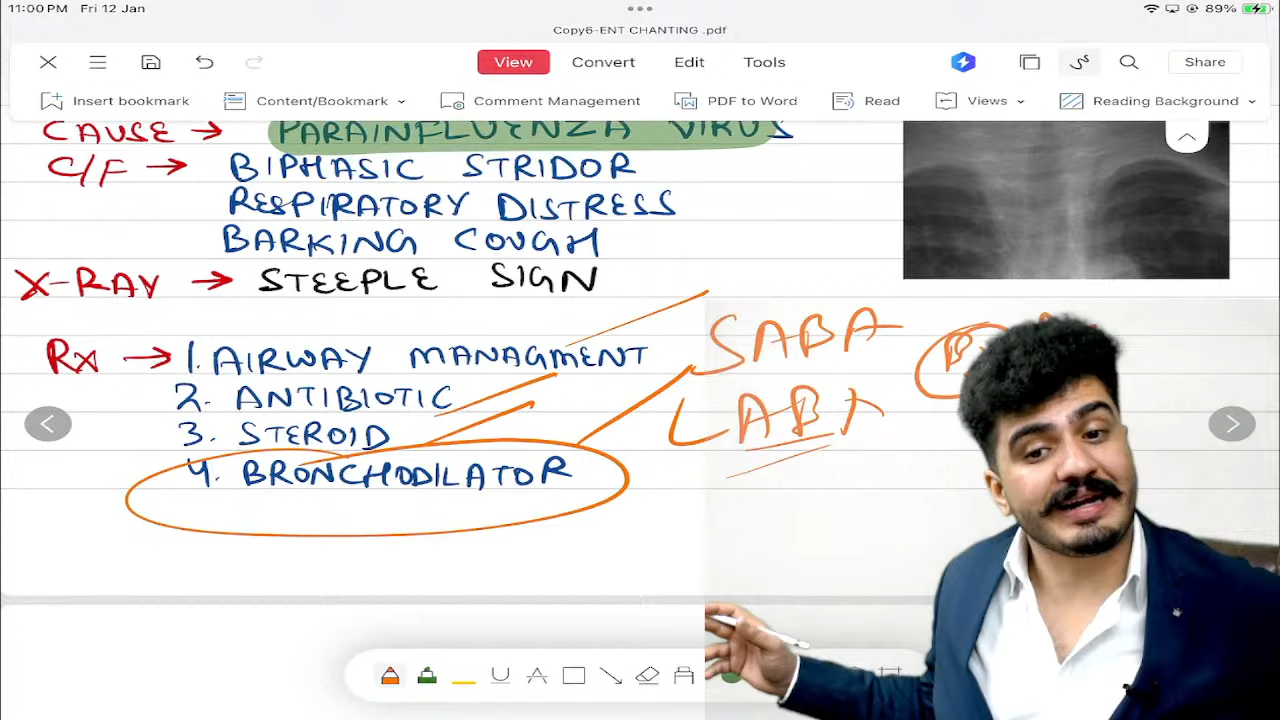 11:00 PM Fri 12 Jan
89%
Copy6-ENT CHANTING .pdf
View Convert Edit Tools Share
Insert bookmark Content/Bookmark Comment Management PDF to Word Read Views Reading Background
CAUSE → PARAINFLUENZA VIRUS
C/F → BIPHASIC STRIDOR
RESPIRATORY DISTRESS
BARKING COUGH
X-RAY → STEEPLE SIGN
Rx → 1. AIRWAY MANAGMENT
2. ANTIBIOTIC
3. STEROID
4. BRONCHODILATOR
SABA
LABA